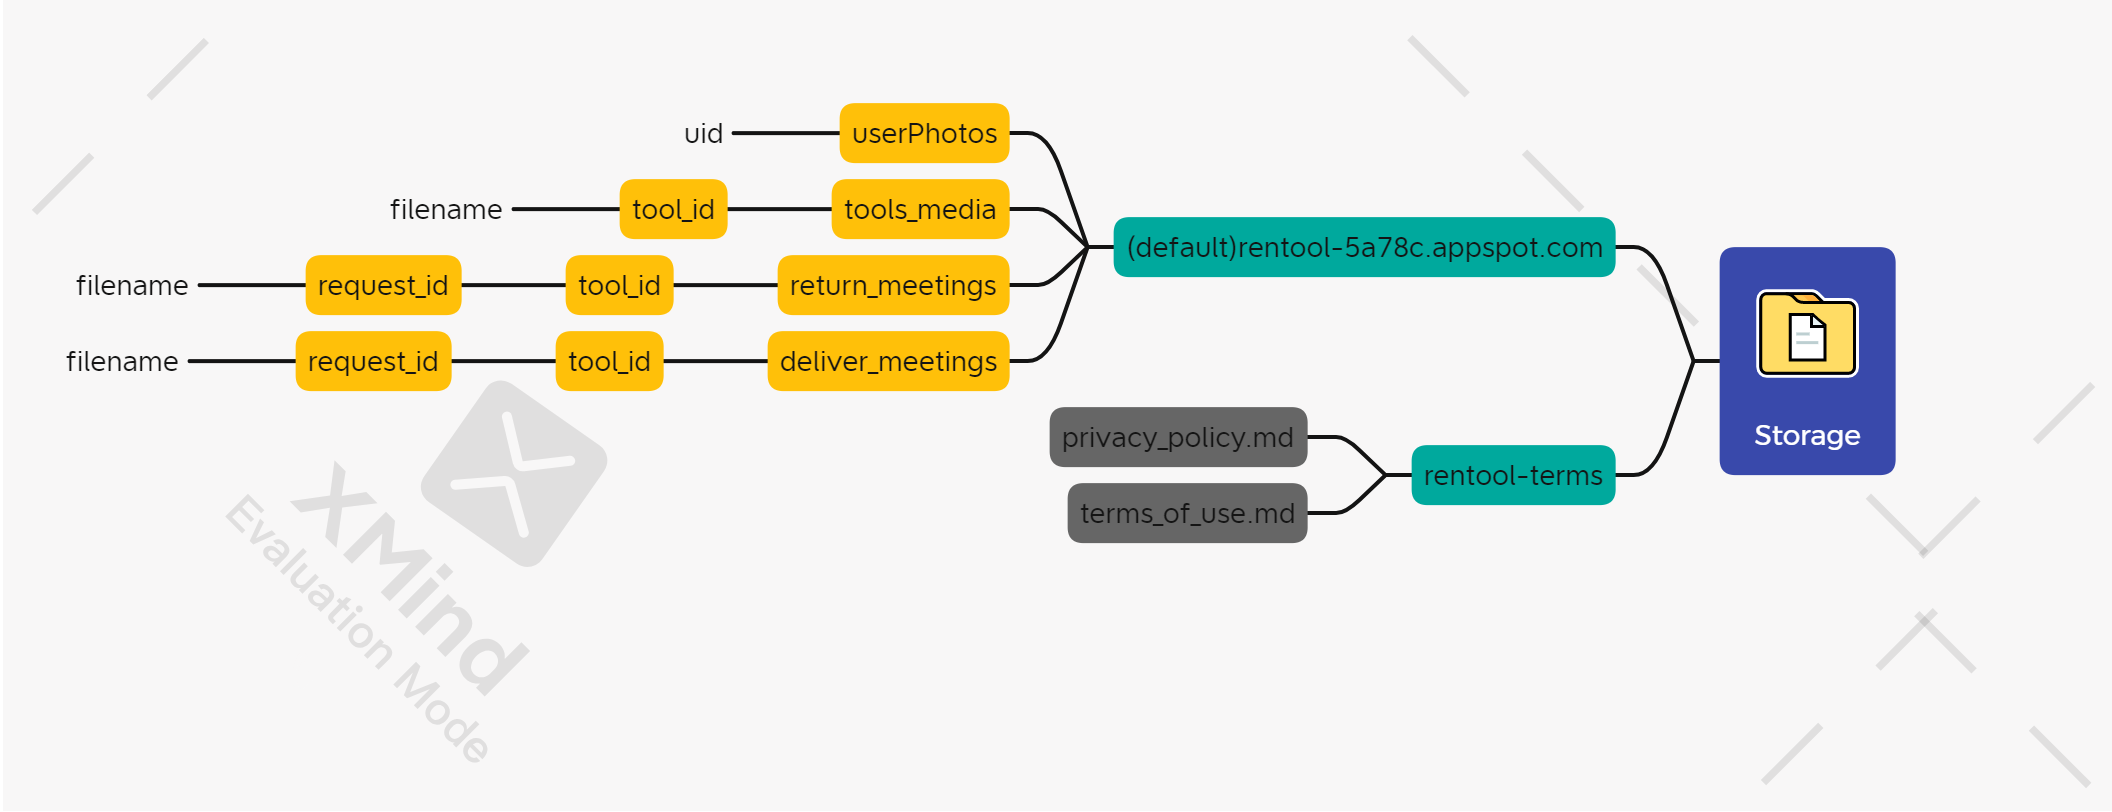 uid userPhotos
filename tool_id tools_media
(default)rentool-5a78c.appspot.com
filename request_id tool_id return_meetings
filename request_id tool_id deliver_meetings
Storage
privacy_policy.md
rentool-terms
terms_of_use.md
XMind
Evaluation Mode